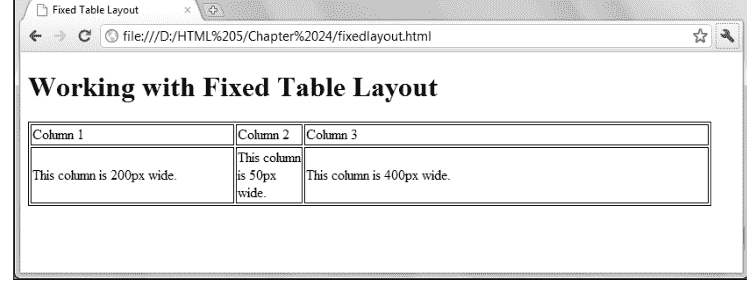 Fixed Table Layout
file:///D:/HTML%205/Chapter%2024/fixedlayout.html
Working with Fixed Table Layout
Column 1 Column 2 Column 3
This column is 200px wide.
This column
is 50px
wide.
This column is 400px wide.